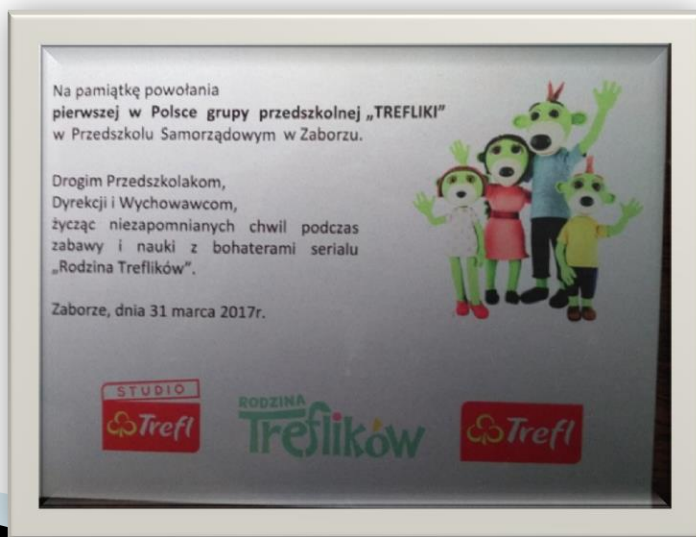 Na pamiątkę powołania
pierwszej w Polsce grupy przedszkolnej „TREFLIKI"
w Przedszkolu Samorządowym w Zaborzu.
Drogim Przedszkolakom,
Dyrekcji i Wychowawcom,
życząc niezapomnianych chwil podczas
zabawy i nauki z bohaterami serialu
„Rodzina Treflików".
Zaborze, dnia 31 marca 2017r.
STUDIO
Trefl
RODZINA
Treflików
Trefl